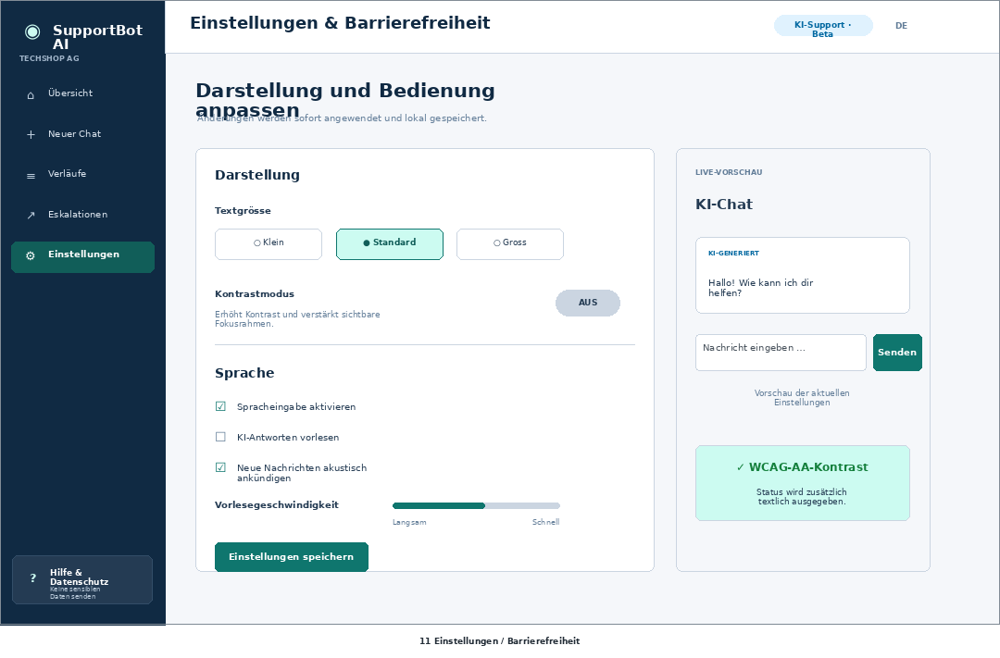 SupportBot
AI
TECHSHOP AG
Übersicht
Neuer Chat
Verläufe
Eskalationen
Einstellungen
?
Hilfe &
Datenschutz
Keine sensiblen
Daten senden
Einstellungen & Barrierefreiheit
KI-Support ·
Beta
DE
Darstellung und Bedienung
anpassen
Änderungen werden sofort angewendet und lokal gespeichert.
Darstellung
Textgrösse
○ Klein
● Standard
○ Gross
Kontrastmodus
Erhöht Kontrast und verstärkt sichtbare
Fokusrahmen.
AUS
Sprache
☑ Spracheingabe aktivieren
☐ KI-Antworten vorlesen
☑ Neue Nachrichten akustisch
ankündigen
Vorlesegeschwindigkeit
Langsam
Schnell
Einstellungen speichern
LIVE-VORSCHAU
KI-Chat
KI-GENERIERT
Hallo! Wie kann ich dir
helfen?
Nachricht eingeben ...
Senden
Vorschau der aktuellen
Einstellungen
✓ WCAG-AA-Kontrast
Status wird zusätzlich
textlich ausgegeben.
11 Einstellungen / Barrierefreiheit